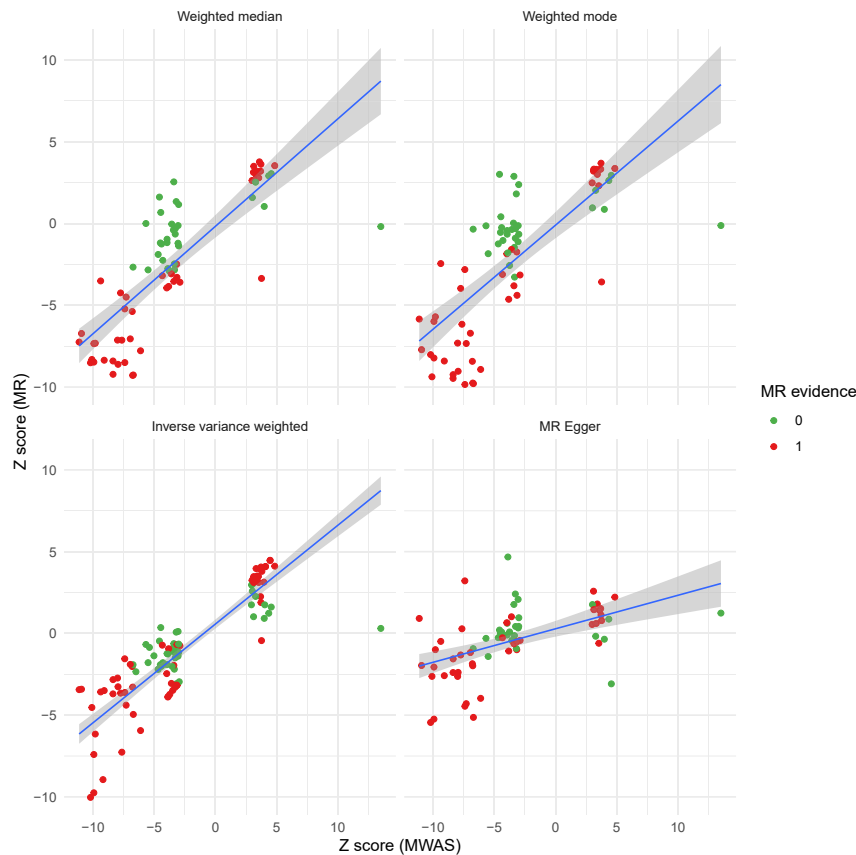 Weighted median
Weighted mode
10
5
0
−5
−10
Z score (MR)
MR evidence
0
1
Inverse variance weighted
MR Egger
10
5
0
−5
−10
−10 −5 0 5 10
−10 −5 0 5 10
Z score (MWAS)